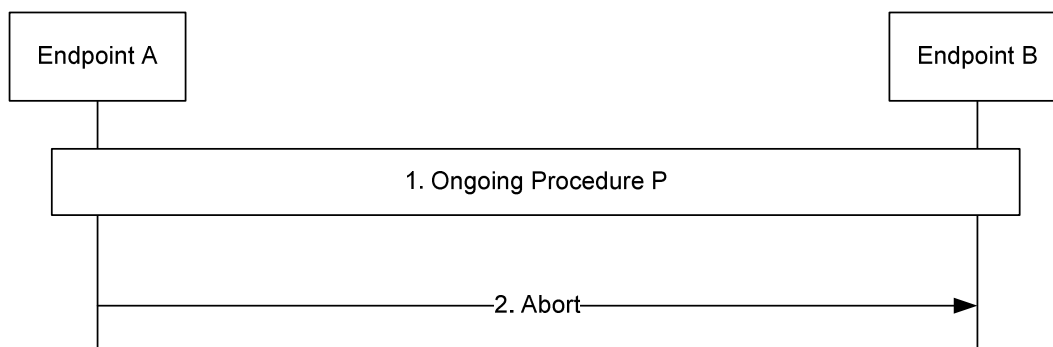 Endpoint A
Endpoint B
1. Ongoing Procedure P
2. Abort